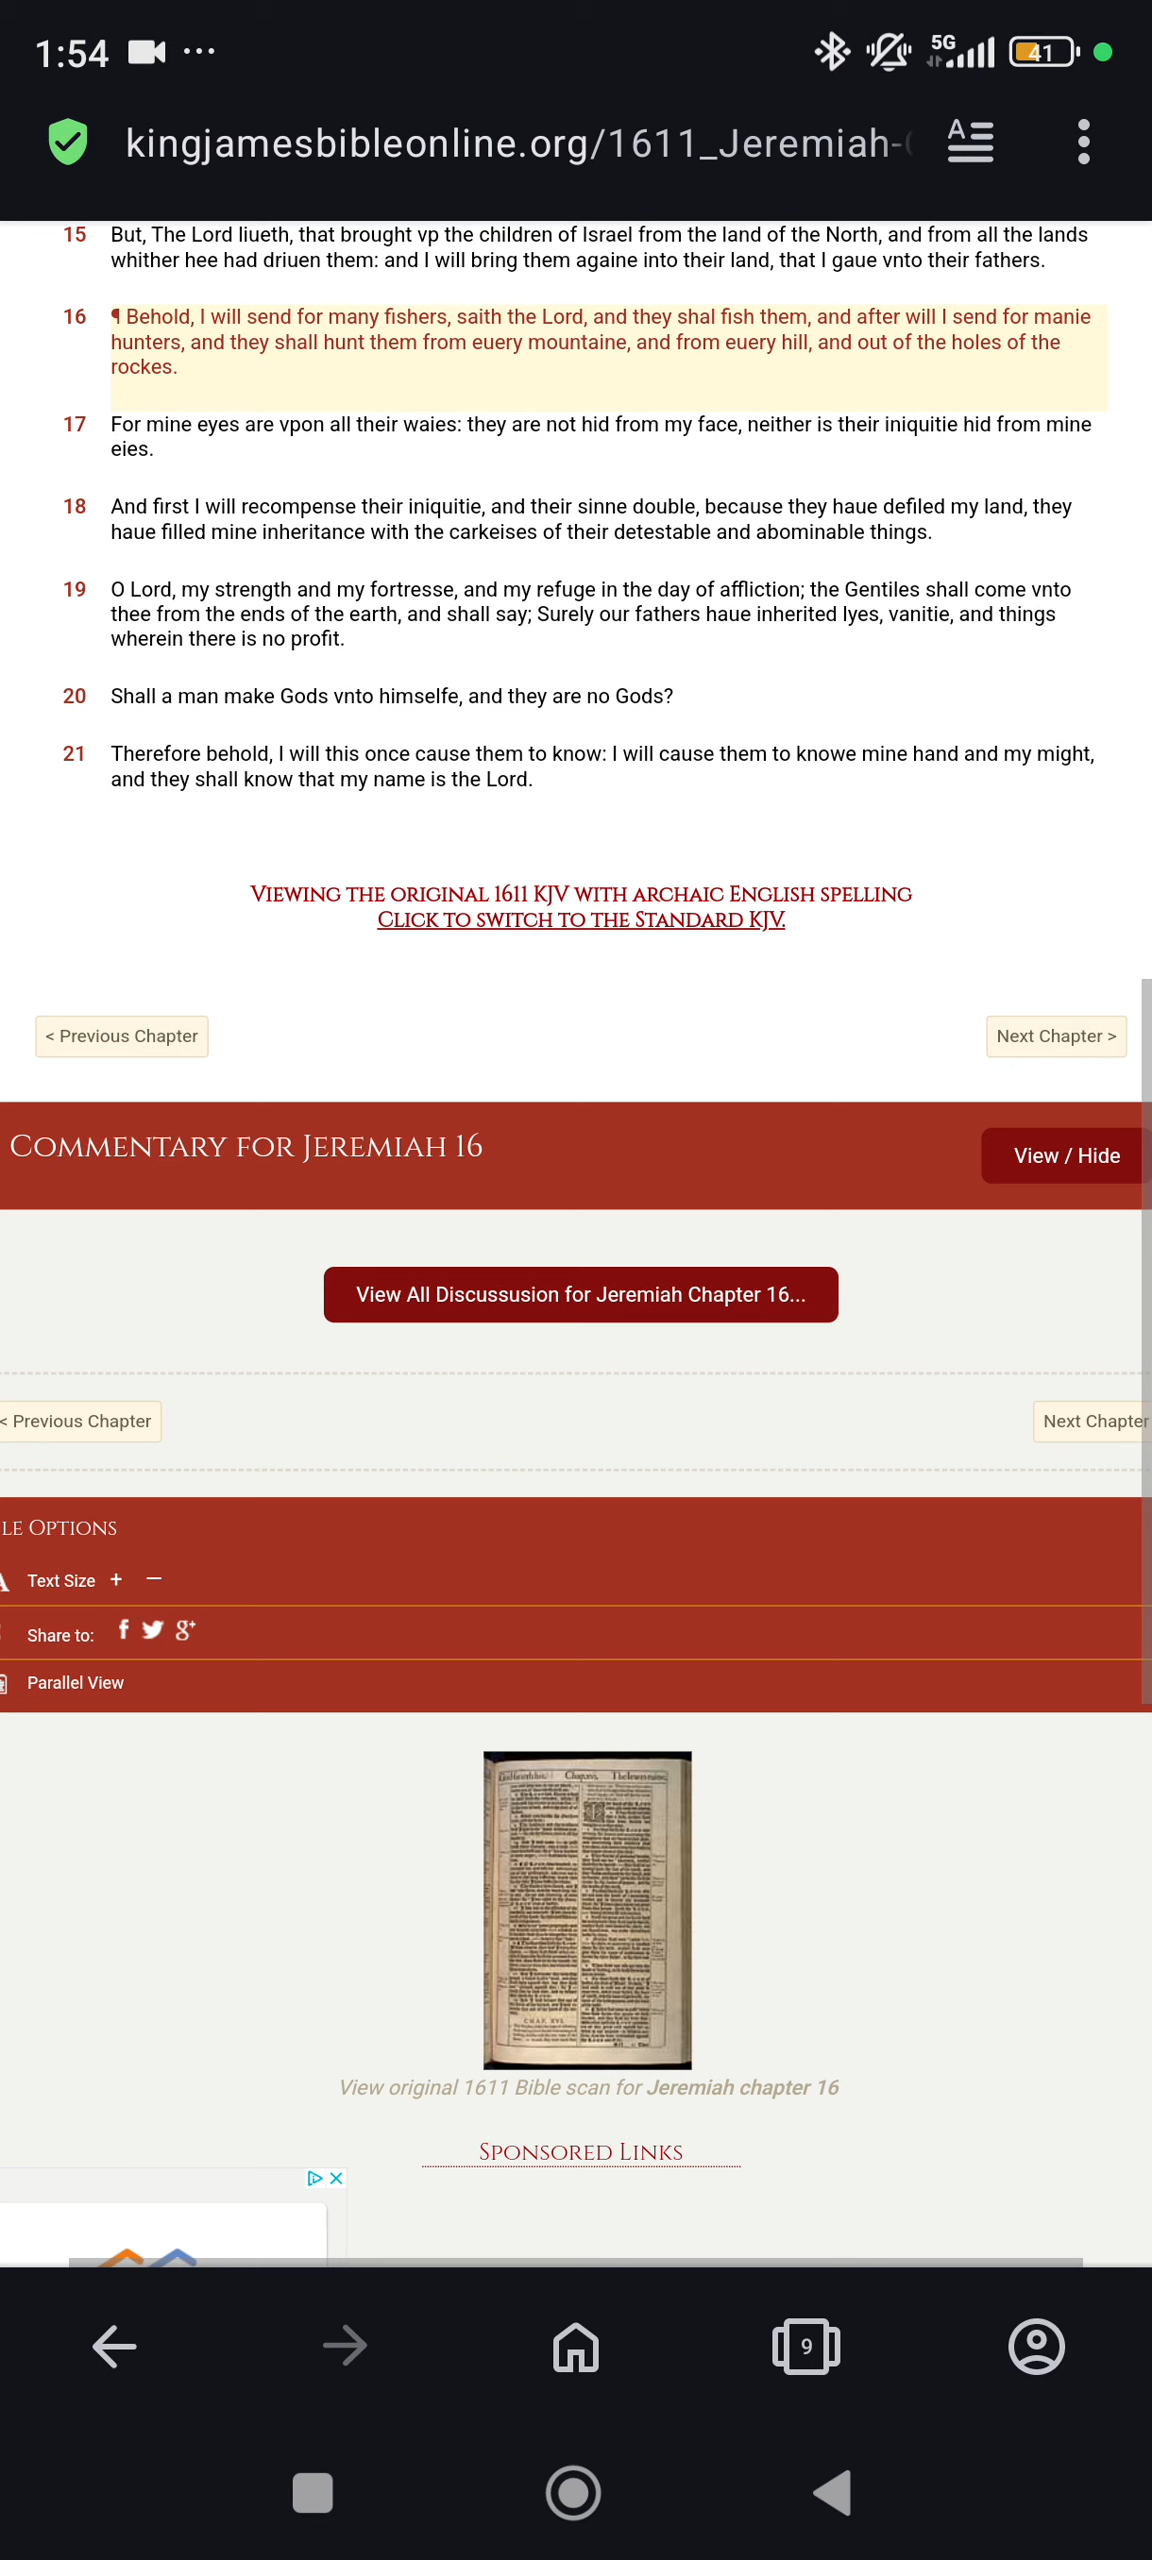 1:54
5G
41
kingjamesbibleonline.org/1611_Jeremiah-
15 But, The Lord liueth, that brought vp the children of Israel from the land of the North, and from all the lands
whither hee had driuen them: and I will bring them againe into their land, that I gaue vnto their fathers.
16 ¶ Behold, I will send for many fishers, saith the Lord, and they shal fish them, and after will I send for manie
hunters, and they shall hunt them from euery mountaine, and from euery hill, and out of the holes of the
rockes.
17 For mine eyes are vpon all their waies: they are not hid from my face, neither is their iniquitie hid from mine
eies.
18 And first I will recompense their iniquitie, and their sinne double, because they haue defiled my land, they
haue filled mine inheritance with the carkeises of their detestable and abominable things.
19 O Lord, my strength and my fortresse, and my refuge in the day of affliction; the Gentiles shall come vnto
thee from the ends of the earth, and shall say; Surely our fathers haue inherited lyes, vanitie, and things
wherein there is no profit.
20 Shall a man make Gods vnto himselfe, and they are no Gods?
21 Therefore behold, I will this once cause them to know: I will cause them to knowe mine hand and my might,
and they shall know that my name is the Lord.
Viewing the original 1611 KJV with archaic English spelling
Click to switch to the Standard KJV.
< Previous Chapter
Next Chapter >
Commentary for Jeremiah 16
View / Hide
View All Discussusion for Jeremiah Chapter 16...
< Previous Chapter
Next Chapter
le Options
Text Size + −
Share to: f g+
Parallel View
CHAP. XVI.
View original 1611 Bible scan for Jeremiah chapter 16
Sponsored Links
9